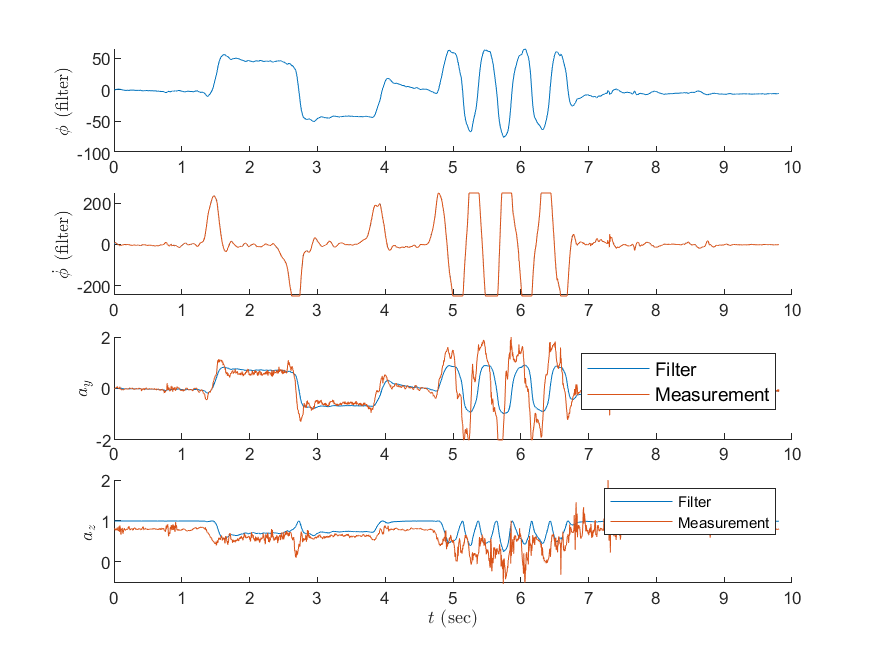 50
0
-50
-100
ϕ (filter)
0 1 2 3 4 5 6 7 8 9 10
200
0
-200
ϕ̇ (filter)
0 1 2 3 4 5 6 7 8 9 10
2
0
-2
a_y
Filter
Measurement
0 1 2 3 4 5 6 7 8 9 10
2
1
0
a_z
Filter
Measurement
0 1 2 3 4 5 6 7 8 9 10
t (sec)